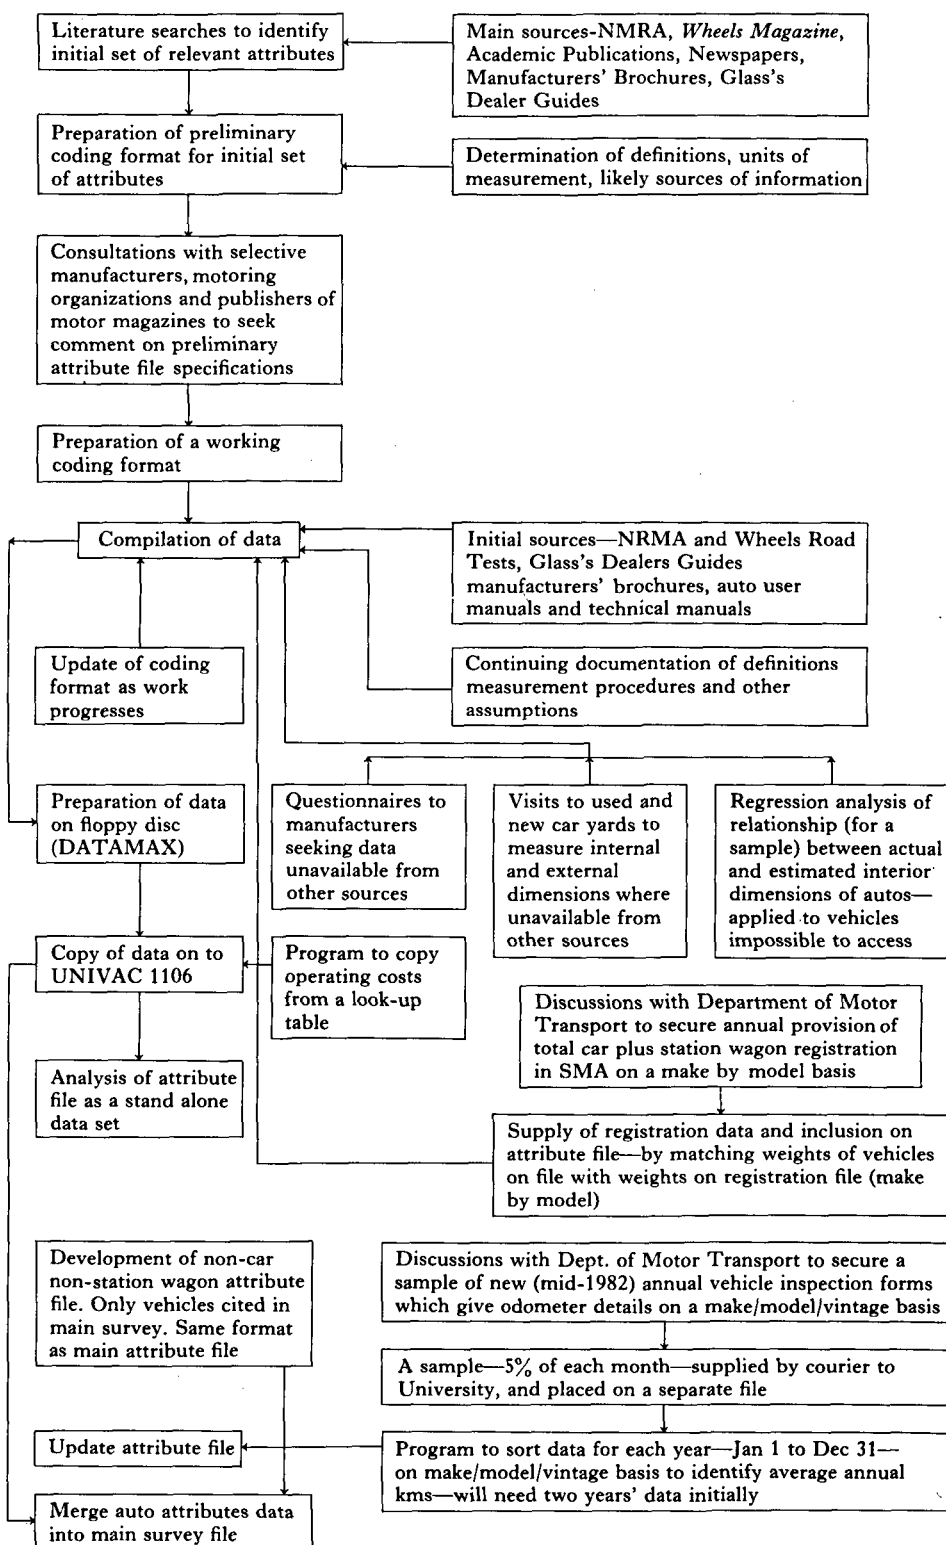 Literature searches to identify
initial set of relevant attributes
Main sources-NMRA, Wheels Magazine,
Academic Publications, Newspapers,
Manufacturers' Brochures, Glass's
Dealer Guides
Preparation of preliminary
coding format for initial set
of attributes
Determination of definitions, units of
measurement, likely sources of information
Consultations with selective
manufacturers, motoring
organizations and publishers of
motor magazines to seek
comment on preliminary
attribute file specifications
Preparation of a working
coding format
Compilation of data
Initial sources—NRMA and Wheels Road
Tests, Glass's Dealers Guides
manufacturers' brochures, auto user
manuals and technical manuals
Update of coding
format as work
progresses
Continuing documentation of definitions
measurement procedures and other
assumptions
Preparation of data
on floppy disc
(DATAMAX)
Questionnaires to
manufacturers
seeking data
unavailable from
other sources
Visits to used and
new car yards to
measure internal
and external
dimensions where
unavailable from
other sources
Regression analysis of
relationship (for a
sample) between actual
and estimated interior
dimensions of autos—
applied to vehicles
impossible to access
Copy of data on to
UNIVAC 1106
Program to copy
operating costs
from a look-up
table
Discussions with Department of Motor
Transport to secure annual provision of
total car plus station wagon registration
in SMA on a make by model basis
Analysis of attribute
file as a stand alone
data set
Supply of registration data and inclusion on
attribute file—by matching weights of vehicles
on file with weights on registration file (make
by model)
Development of non-car
non-station wagon attribute
file. Only vehicles cited in
main survey. Same format
as main attribute file
Discussions with Dept. of Motor Transport to secure a
sample of new (mid-1982) annual vehicle inspection forms
which give odometer details on a make/model/vintage basis
A sample—5% of each month—supplied by courier to
University, and placed on a separate file
Update attribute file
Program to sort data for each year—Jan 1 to Dec 31—
on make/model/vintage basis to identify average annual
kms—will need two years' data initially
Merge auto attributes data
into main survey file